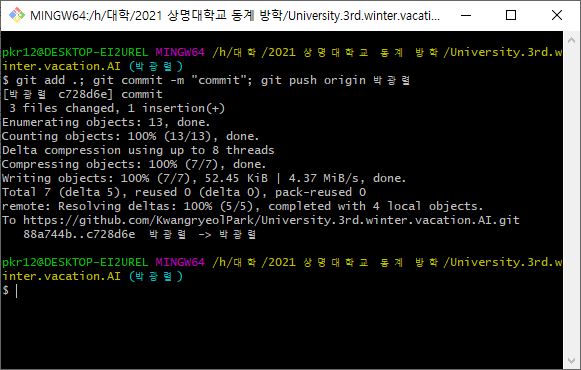 MINGW64:/h/대학/2021 상명대학교 동계 방학/University.3rd.winter.vacati...
pkr12@DESKTOP-EI2UREL MINGW64 /h/대학/2021 상명대학교 동계 방학/University.3rd.w
inter.vacation.AI (박광렬)
$ git add .; git commit -m "commit"; git push origin 박광렬
[박광렬 c728d6e] commit
 3 files changed, 1 insertion(+)
Enumerating objects: 13, done.
Counting objects: 100% (13/13), done.
Delta compression using up to 8 threads
Compressing objects: 100% (7/7), done.
Writing objects: 100% (7/7), 52.45 KiB | 4.37 MiB/s, done.
Total 7 (delta 5), reused 0 (delta 0), pack-reused 0
remote: Resolving deltas: 100% (5/5), completed with 4 local objects.
To https://github.com/KwangryeolPark/University.3rd.winter.vacation.AI.git
   88a744b..c728d6e  박광렬 -> 박광렬
pkr12@DESKTOP-EI2UREL MINGW64 /h/대학/2021 상명대학교 동계 방학/University.3rd.w
inter.vacation.AI (박광렬)
$